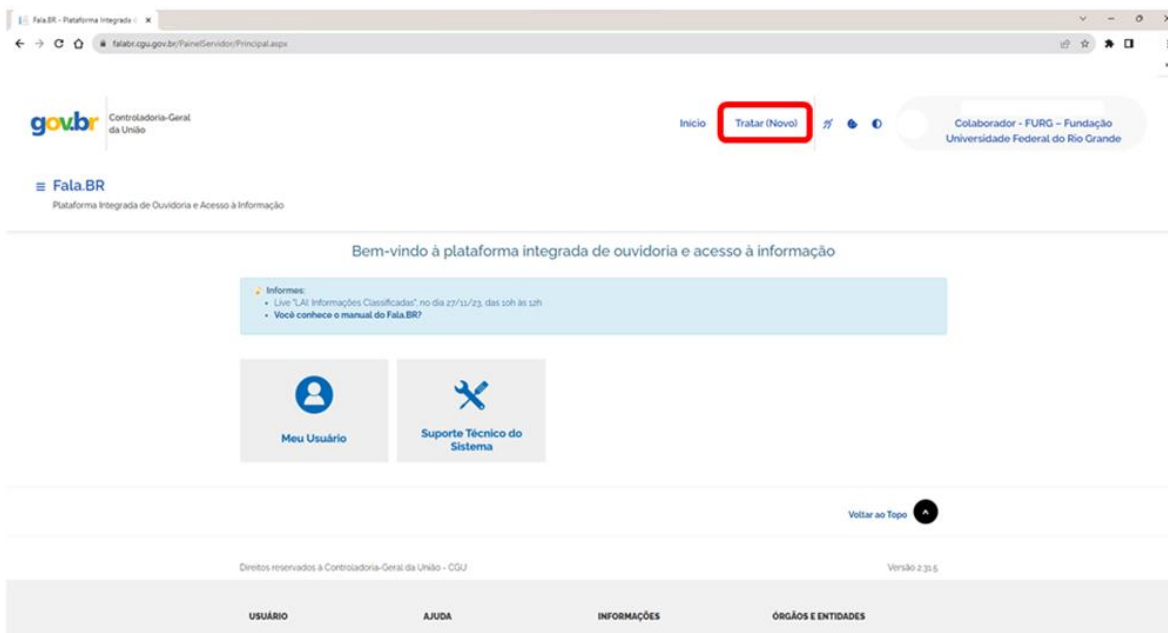 Fala.BR - Plataforma Integrada d
falabr.cgu.gov.br/PainelServidor/Principal.aspx
gov.br
Controladoria-Geral
da União
Início
Tratar (Novo)
Colaborador - FURG – Fundação
Universidade Federal do Rio Grande
Fala.BR
Plataforma Integrada de Ouvidoria e Acesso à Informação
Bem-vindo à plataforma integrada de ouvidoria e acesso à informação
Informes:
Live "LAI: Informações Classificadas", no dia 27/11/23, das 10h às 12h
Você conhece o manual do Fala.BR?
Meu Usuário
Suporte Técnico do
Sistema
Voltar ao Topo
Direitos reservados à Controladoria-Geral da União - CGU
Versão 2.31.5
USUÁRIO
AJUDA
INFORMAÇÕES
ÓRGÃOS E ENTIDADES